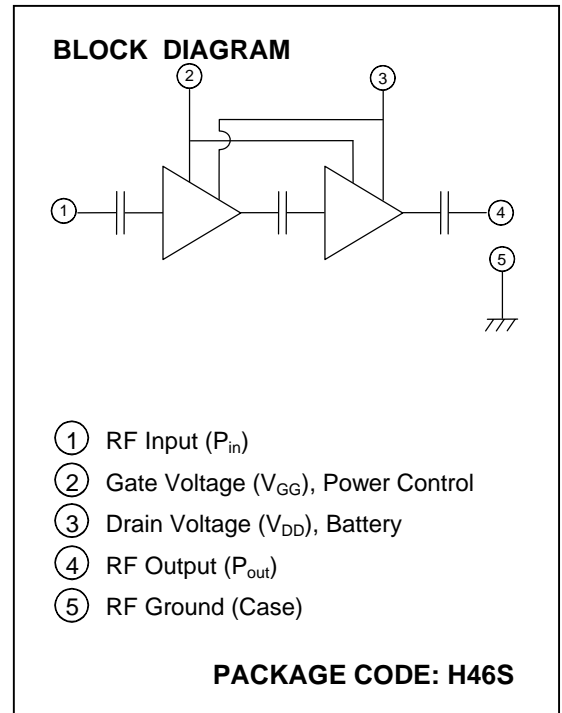 BLOCK DIAGRAM
2
3
1
4
5
1 RF Input (Pin)
2 Gate Voltage (VGG), Power Control
3 Drain Voltage (VDD), Battery
4 RF Output (Pout)
5 RF Ground (Case)
PACKAGE CODE: H46S